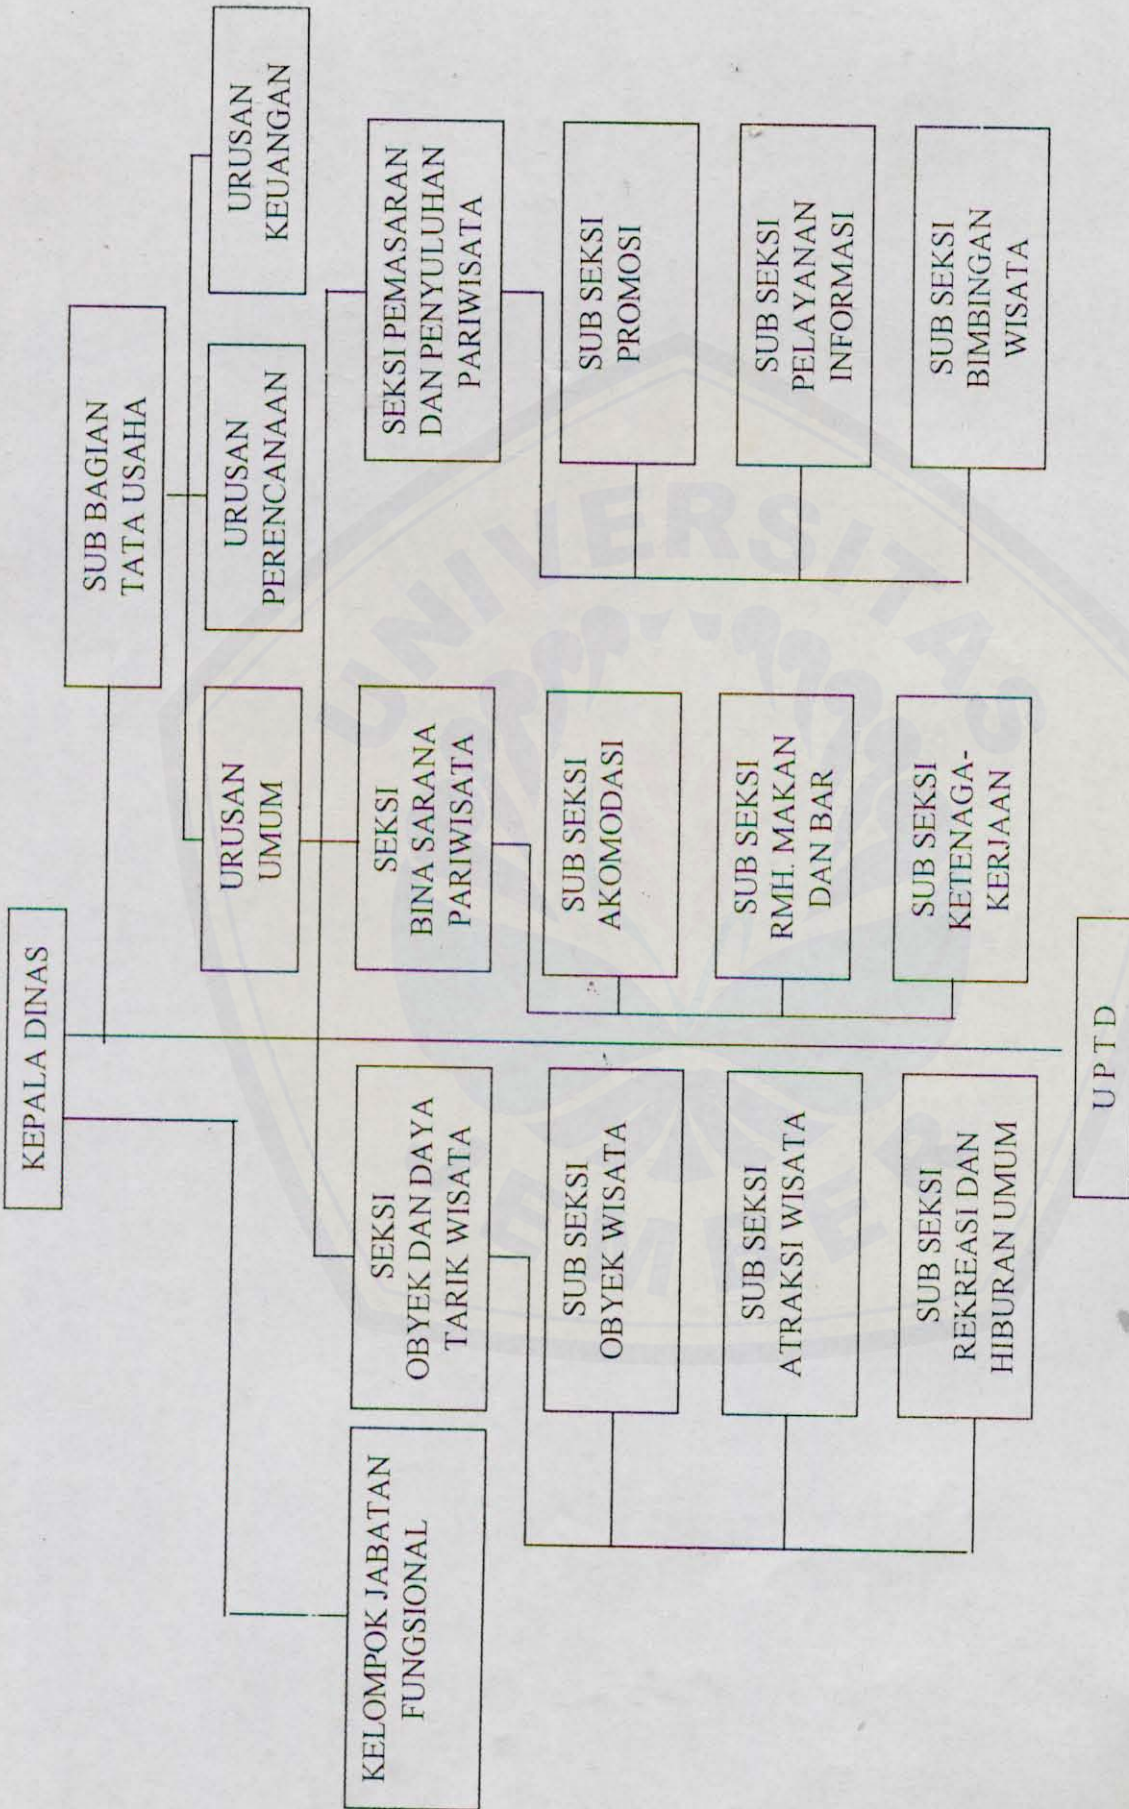 KEPALA DINAS
SUB BAGIAN
TATA USAHA
URUSAN
UMUM
URUSAN
PERENCANAAN
URUSAN
KEUANGAN
KELOMPOK JABATAN
FUNGSIONAL
SEKSI
OBYEK DAN DAYA
TARIK WISATA
SEKSI
BINA SARANA
PARIWISATA
SEKSI PEMASARAN
DAN PENYULUHAN
PARIWISATA
SUB SEKSI
OBYEK WISATA
SUB SEKSI
AKOMODASI
SUB SEKSI
PROMOSI
SUB SEKSI
ATRAKSI WISATA
SUB SEKSI
RMH. MAKAN
DAN BAR
SUB SEKSI
PELAYANAN
INFORMASI
SUB SEKSI
REKREASI DAN
HIBURAN UMUM
SUB SEKSI
KETENAGA-
KERJAAN
SUB SEKSI
BIMBINGAN
WISATA
U P T D
UNIVERSITAS
JEMBER